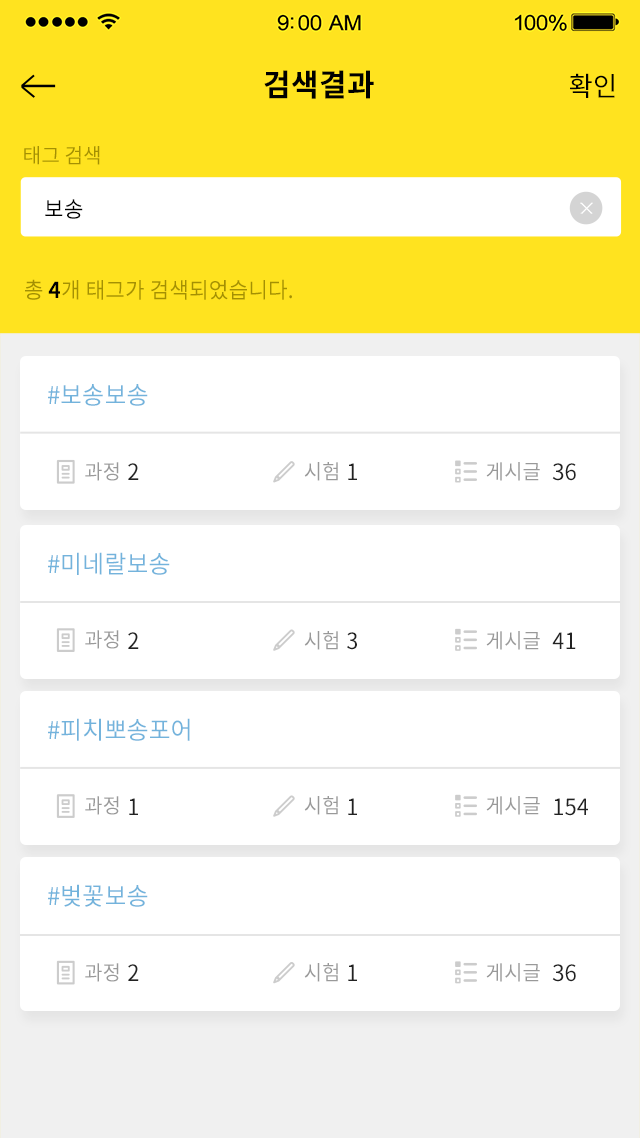 9:00 AM 100%
검색결과 확인
태그 검색
보송
총 4개 태그가 검색되었습니다.
#보송보송
과정 2 시험 1 게시글 36
#미네랄보송
과정 2 시험 3 게시글 41
#피치뽀송포어
과정 1 시험 1 게시글 154
#벚꽃보송
과정 2 시험 1 게시글 36